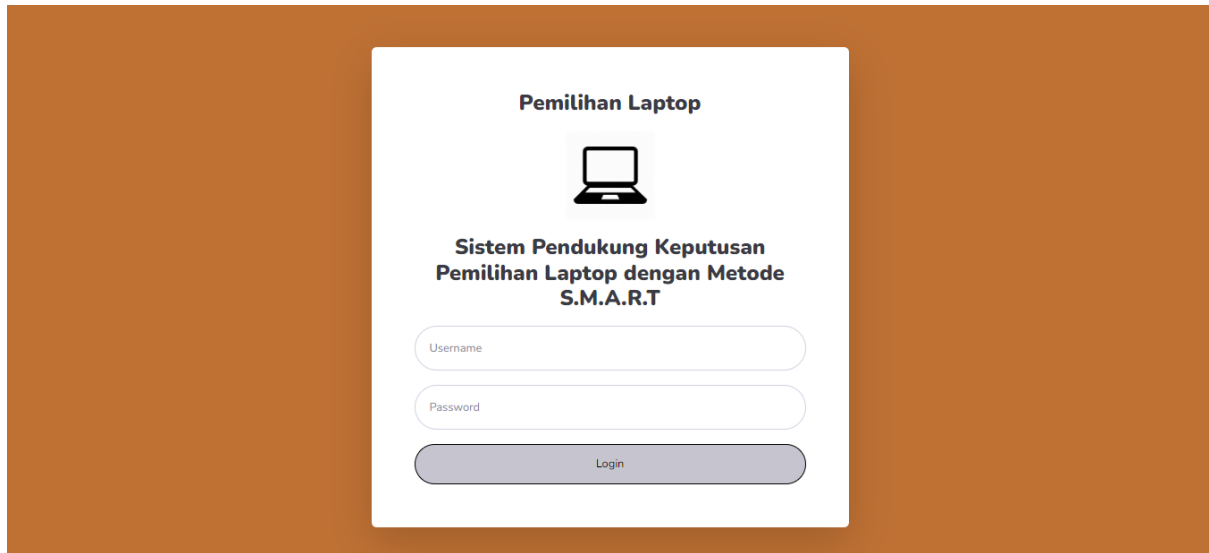 Pemilihan Laptop
Sistem Pendukung Keputusan
Pemilihan Laptop dengan Metode
S.M.A.R.T
Username
Password
Login